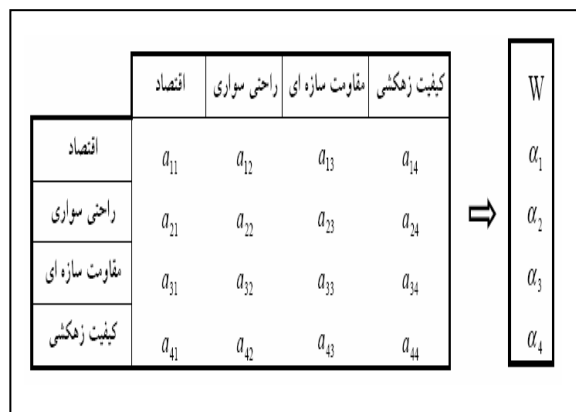 اقتصاد راحتی سواری مقاومت سازه ای کیفیت زهکشی W
اقتصاد a₁₁ a₁₂ a₁₃ a₁₄ α₁
راحتی سواری a₂₁ a₂₂ a₂₃ a₂₄ ⇒ α₂
مقاومت سازه ای a₃₁ a₃₂ a₃₃ a₃₄ α₃
کیفیت زهکشی a₄₁ a₄₂ a₄₃ a₄₄ α₄